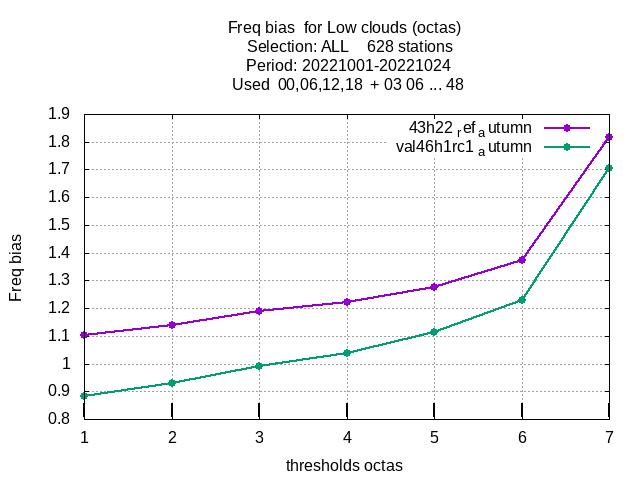 Freq bias  for Low clouds (octas)
Selection: ALL    628 stations
Period: 20221001-20221024
Used  00,06,12,18  + 03 06 ... 48
43h22 ref autumn
val46h1rc1 autumn
1.9
1.8
1.7
1.6
1.5
1.4
1.3
1.2
1.1
1
0.9
0.8
Freq bias
1 2 3 4 5 6 7
thresholds octas